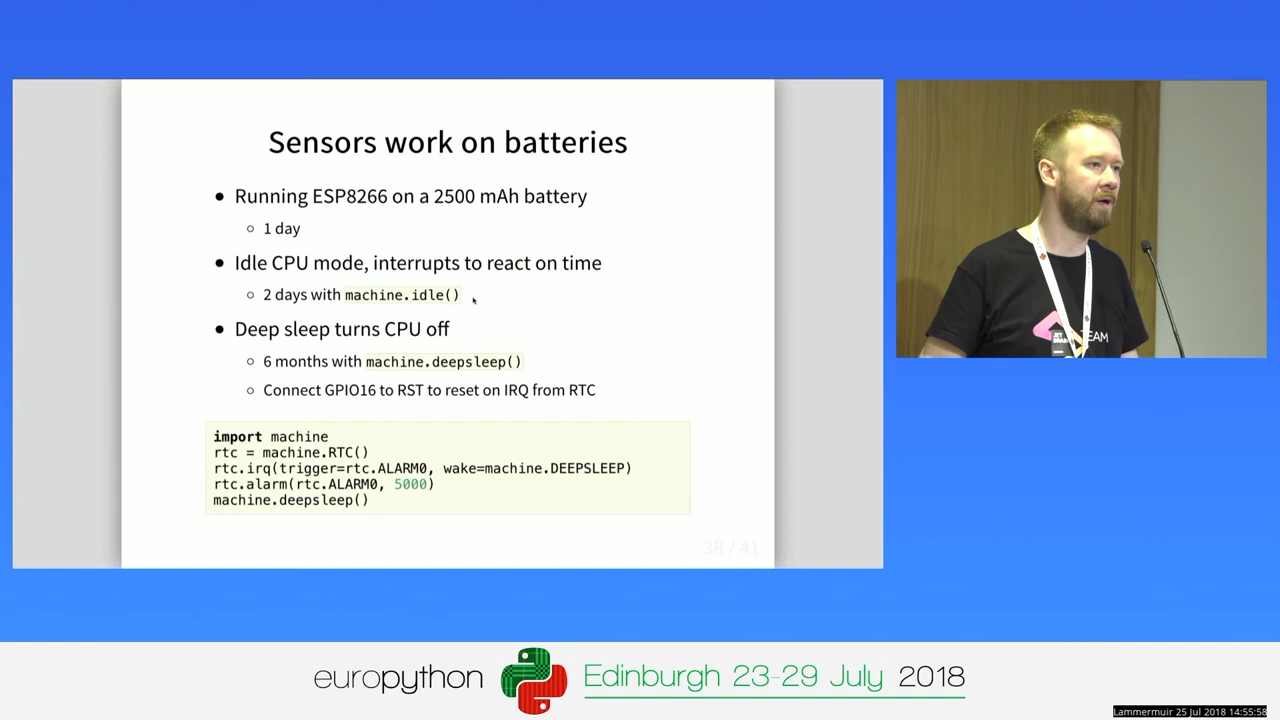 Sensors work on batteries
● Running ESP8266 on a 2500 mAh battery
○ 1 day
● Idle CPU mode, interrupts to react on time
○ 2 days with machine.idle()
● Deep sleep turns CPU off
○ 6 months with machine.deepsleep()
○ Connect GPIO16 to RST to reset on IRQ from RTC
import machine
rtc = machine.RTC()
rtc.irq(trigger=rtc.ALARM0, wake=machine.DEEPSLEEP)
rtc.alarm(rtc.ALARM0, 5000)
machine.deepsleep()
38 / 41
JET
BRAINS
TEAM
europython
Edinburgh 23-29 July 2018
Lammermuir 25 Jul 2018 14:55:58